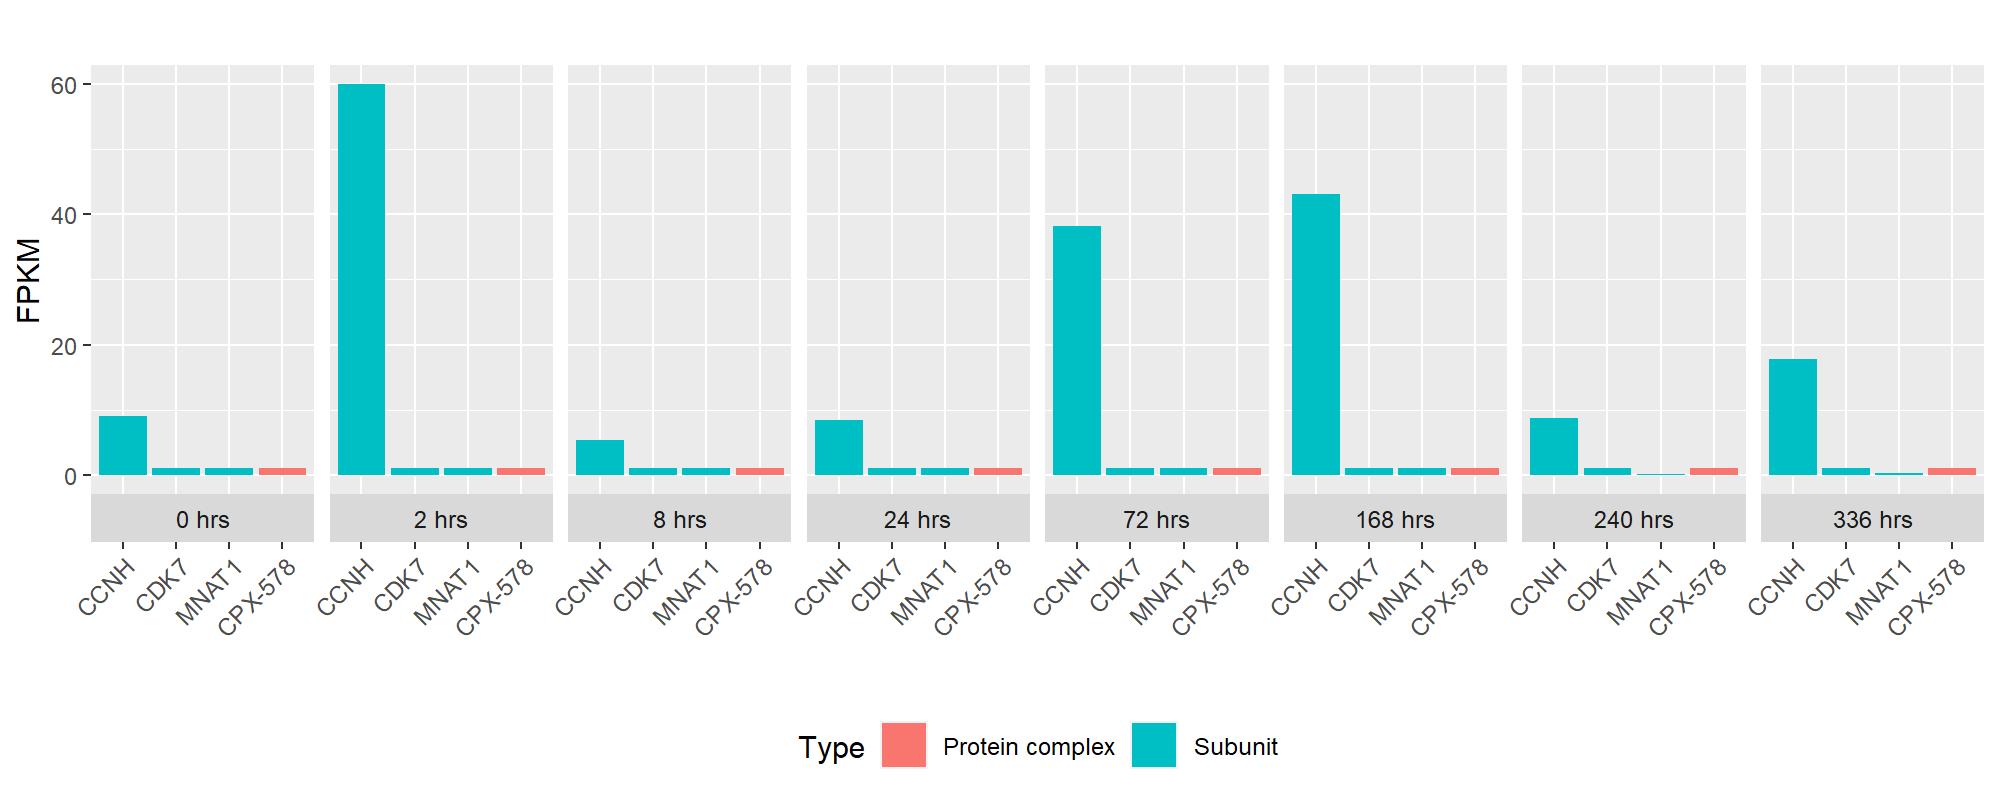 FPKM
60
40
20
0
0 hrs 2 hrs 8 hrs 24 hrs 72 hrs 168 hrs 240 hrs 336 hrs
CCNH CDK7 MNAT1 CPX-578 CCNH CDK7 MNAT1 CPX-578 CCNH CDK7 MNAT1 CPX-578 CCNH CDK7 MNAT1 CPX-578 CCNH CDK7 MNAT1 CPX-578 CCNH CDK7 MNAT1 CPX-578 CCNH CDK7 MNAT1 CPX-578 CCNH CDK7 MNAT1 CPX-578
Type Protein complex Subunit